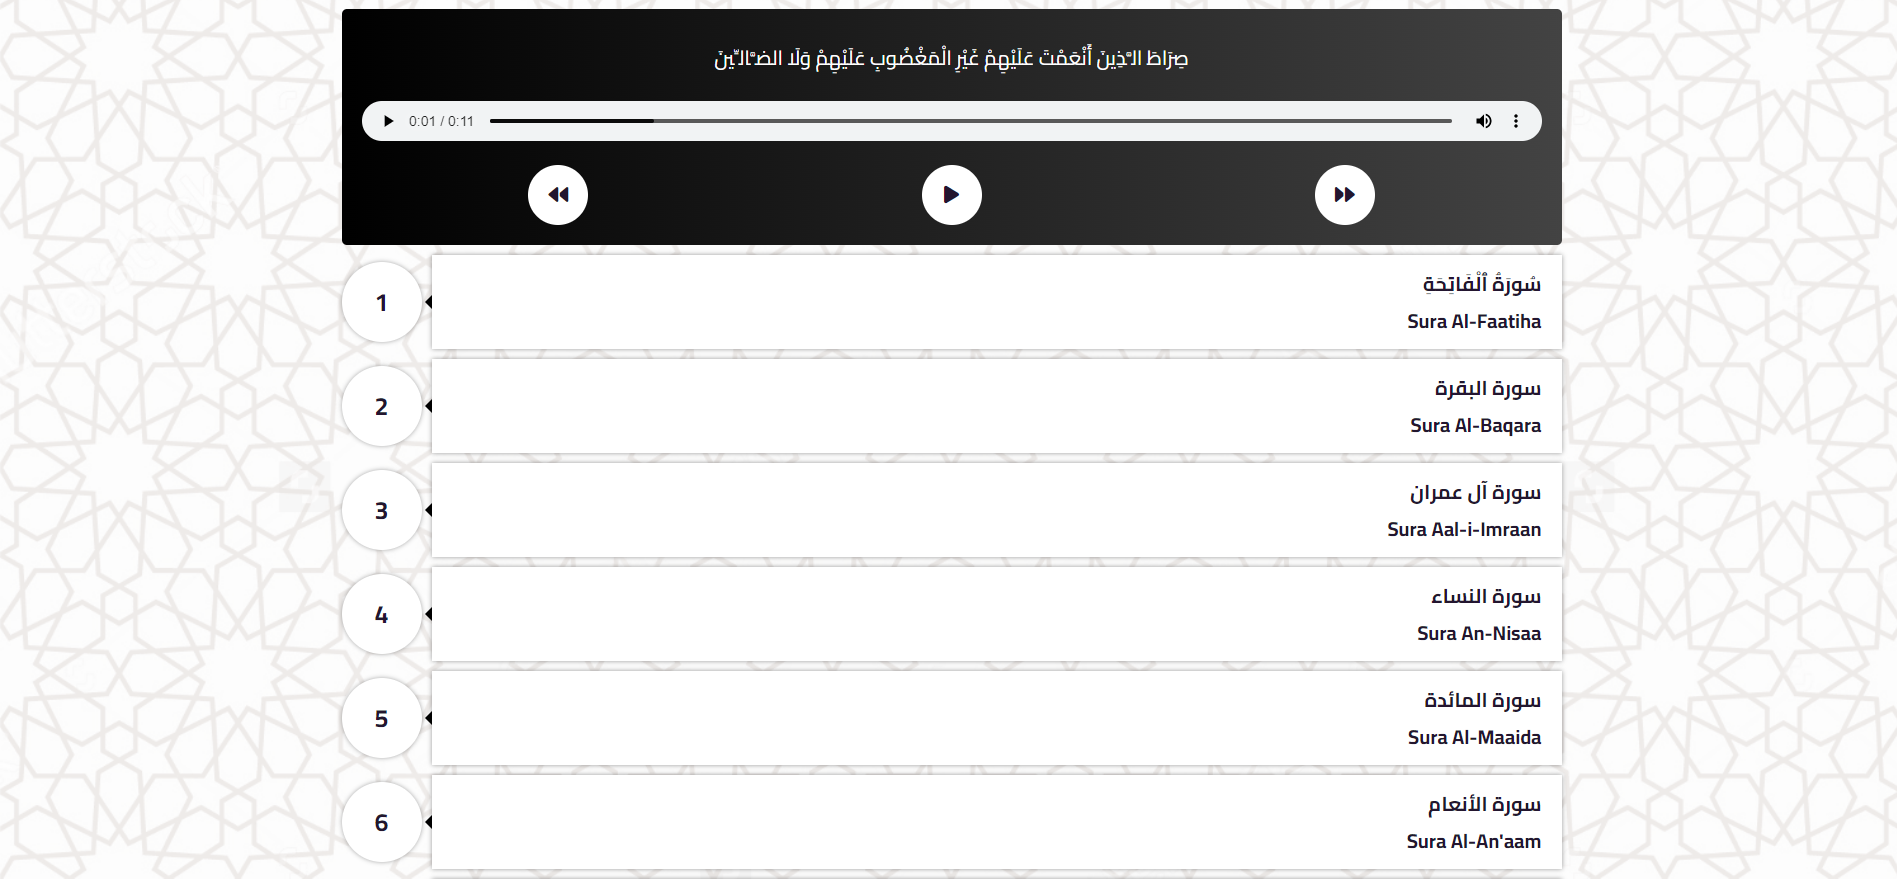 صِرَاطَ الَّذِينَ أَنْعَمْتَ عَلَيْهِمْ غَيْرِ الْمَغْضُوبِ عَلَيْهِمْ وَلَا الضَّالِّينَ
0:01 / 0:11
1
سُورَةُ ٱلْفَاتِحَةِ
Sura Al-Faatiha
2
سورة البقرة
Sura Al-Baqara
3
سورة آل عمران
Sura Aal-i-Imraan
4
سورة النساء
Sura An-Nisaa
5
سورة المائدة
Sura Al-Maaida
6
سورة الأنعام
Sura Al-An'aam